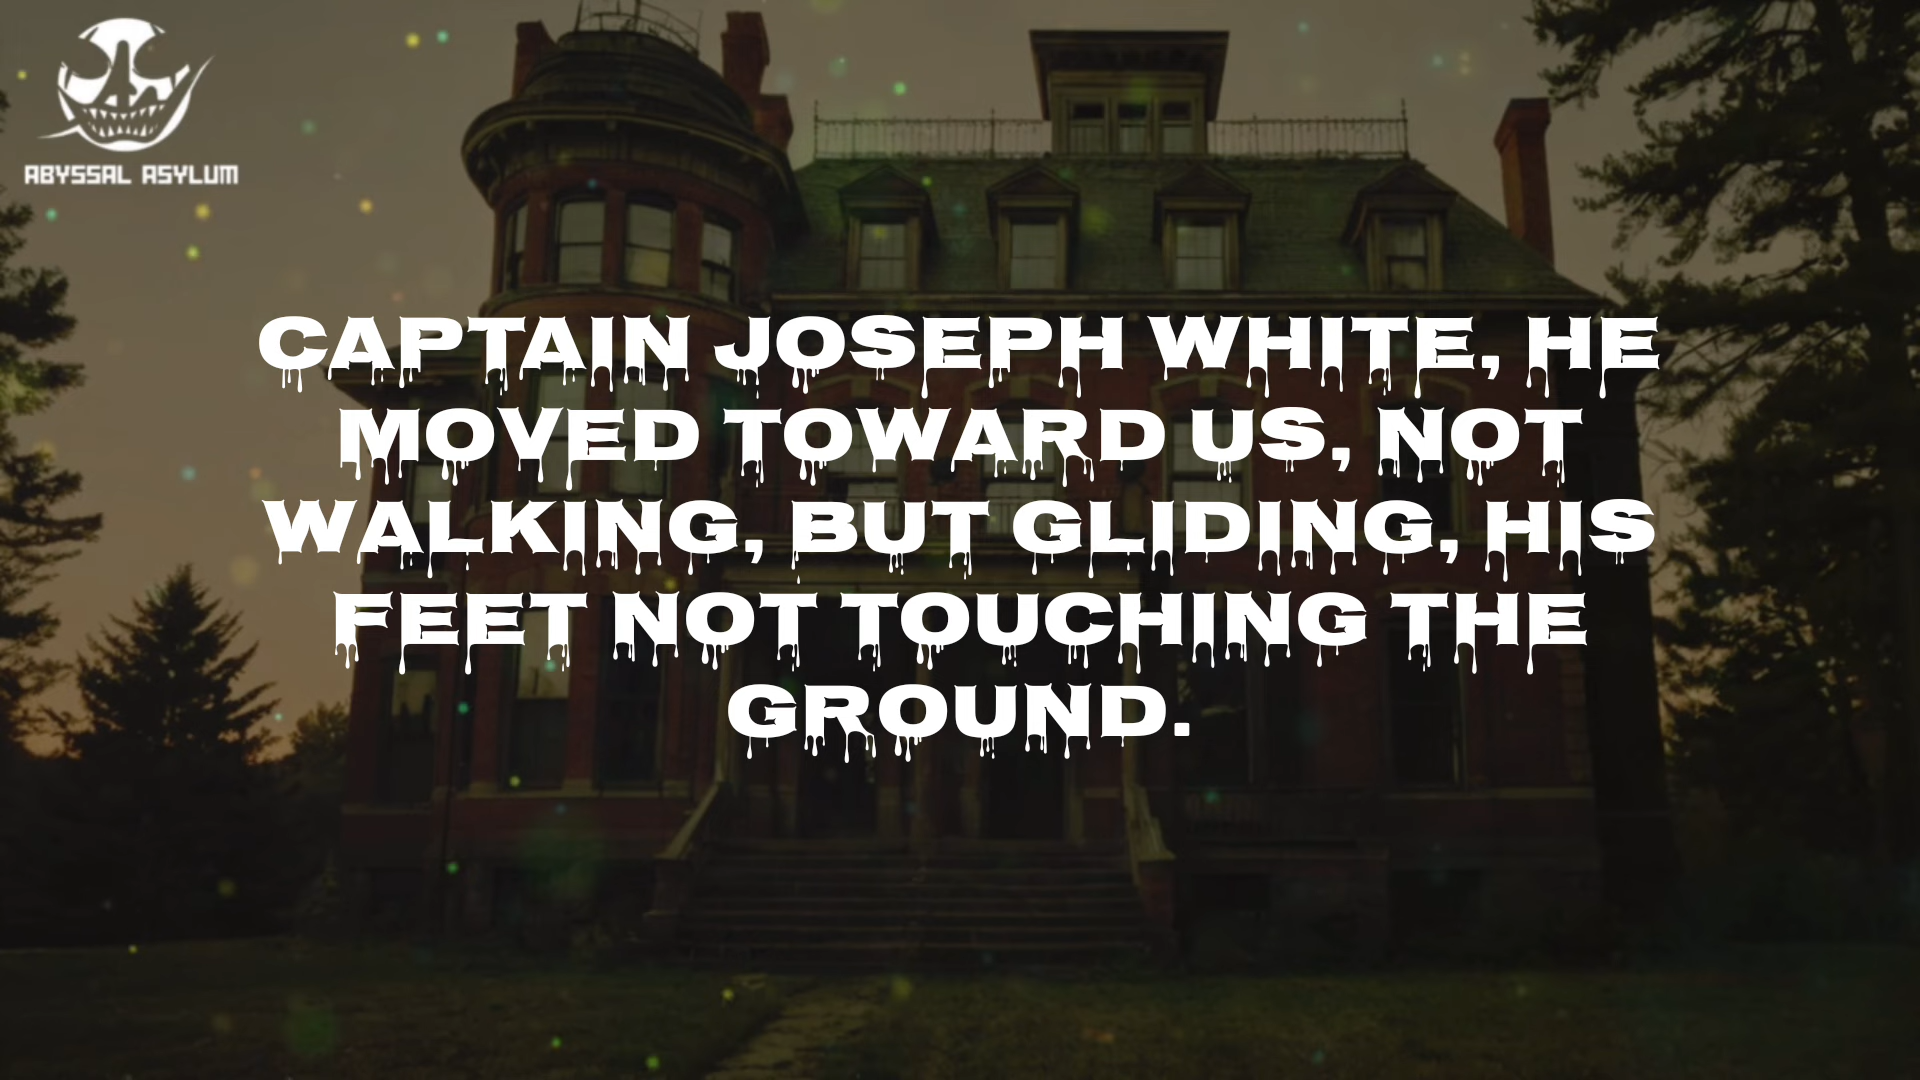 ABYSSAL ASYLUM
CAPTAIN JOSEPH WHITE, HE
MOVED TOWARD US, NOT
WALKING, BUT GLIDING, HIS
FEET NOT TOUCHING THE
GROUND.